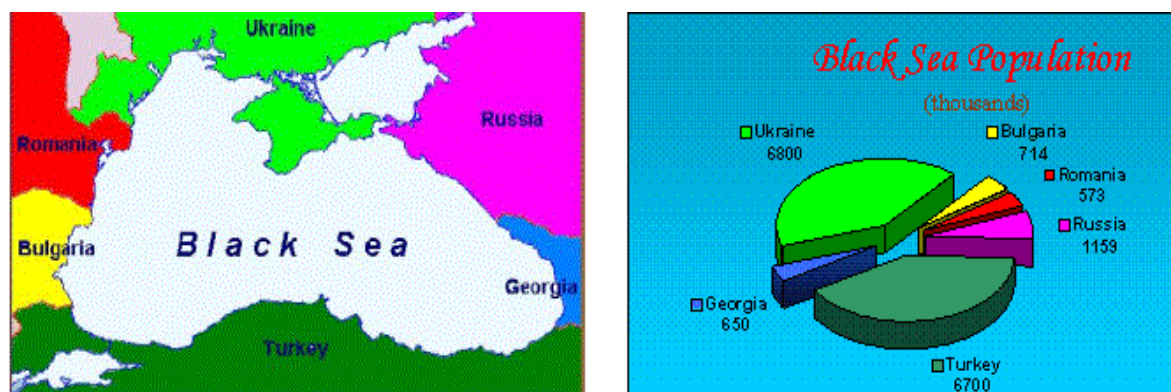 Ukraine
Russia
Romania
Bulgaria
Black Sea
Georgia
Turkey
Black Sea Population
(thousands)
Ukraine
6800
Bulgaria
714
Romania
573
Russia
1159
Georgia
650
Turkey
6700